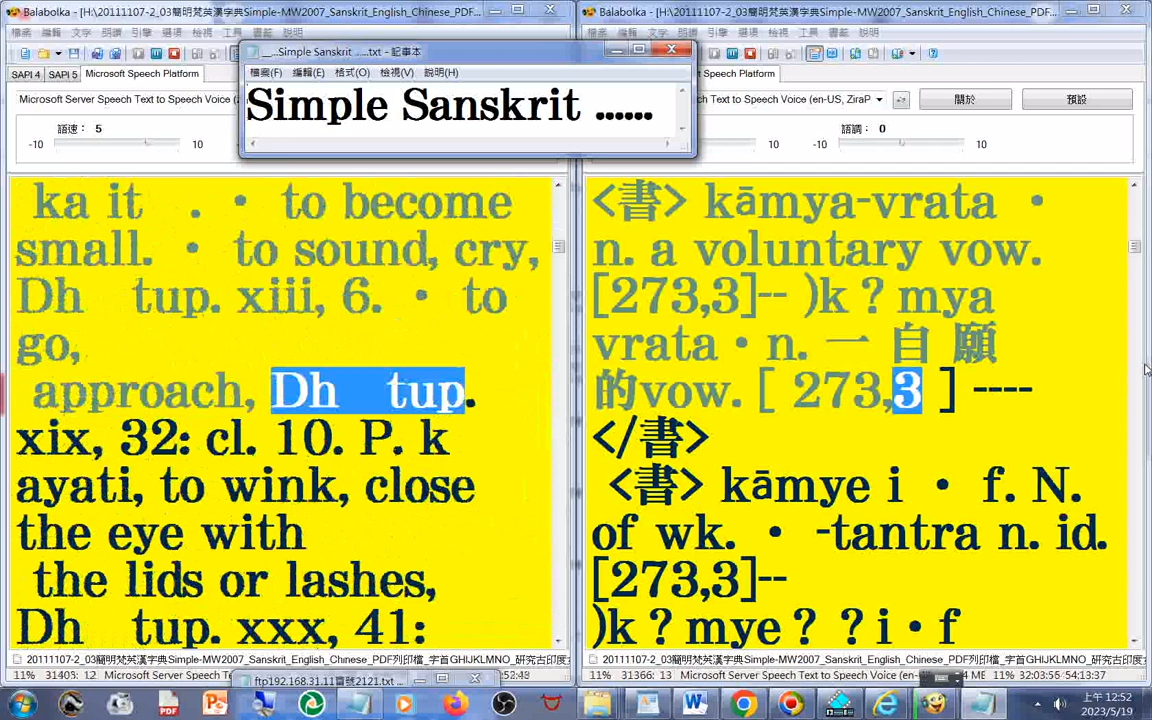 Balabolka - [H:\20111107-2_03簡明梵英漢字典Simple-MW2007_Sanskrit_English_Chinese_PDF...
SAPI 4 SAPI 5 Microsoft Speech Platform
Microsoft Server Speech Text to Speech Voice (
語速： 5
-10 10
ka it . • to become
small. • to sound, cry,
Dh tup. xiii, 6. • to
go,
approach, Dh tup.
xix, 32: cl. 10. P. k
ayati, to wink, close
the eye with
the lids or lashes,
Dh tup. xxx, 41:
20111107-2_03簡明梵英漢字典Simple-MW2007_Sanskrit_English_Chinese_PDF列印檔_字首GHIJKLMNO_研究古印度
11% 31405: 12 Microsoft Speech Platform
52:48
__...Simple Sanskrit ......txt - 記事本
檔案(F) 編輯(E) 格式(O) 檢視(V) 說明(H)
Simple Sanskrit ......
Balabolka - [H:\20111107-2_03簡明梵英漢字典Simple-MW2007_Sanskrit_English_Chinese_PDF...
Speech Platform
ch Text to Speech Voice (en-US, ZiraP
關於
預設
語調： 0
-10 10
<書> kāmya-vrata •
n. a voluntary vow.
[273,3]-- )k？mya
vrata • n. 一 自 願
的vow. [ 273,3 ] ----
</書>
<書> kāmye i • f. N.
of wk. • -tantra n. id.
[273,3]--
)k？mye？？i • f
20111107-2_03簡明梵英漢字典Simple-MW2007_Sanskrit_English_Chinese_PDF列印檔_字首GHIJKLMNO_研究古印度
11% 31366: 13 Microsoft Speech Platform
32:03:55 54:13:37
ftp192.168.31.11冒號2121.txt ...
上午 12:52
2023/5/19